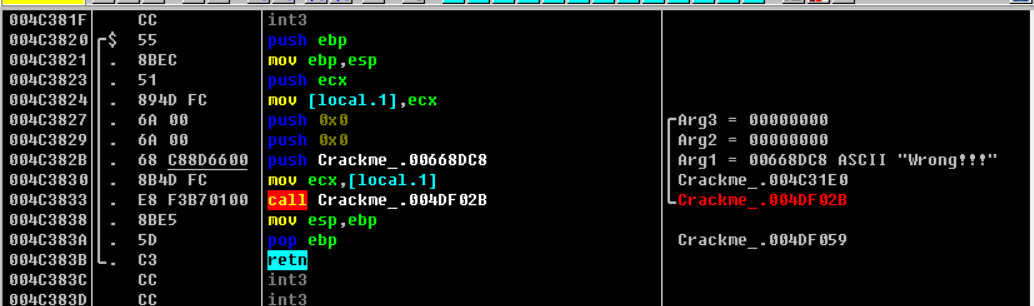 004C381F CC int3
004C3820 $ 55 push ebp
004C3821 . 8BEC mov ebp,esp
004C3823 . 51 push ecx
004C3824 . 894D FC mov [local.1],ecx
004C3827 . 6A 00 push 0x0 Arg3 = 00000000
004C3829 . 6A 00 push 0x0 Arg2 = 00000000
004C382B . 68 C88D6600 push Crackme_.00668DC8 Arg1 = 00668DC8 ASCII "Wrong!!!"
004C3830 . 8B4D FC mov ecx,[local.1] Crackme_.004C31E0
004C3833 . E8 F3B70100 call Crackme_.004DF02B Crackme_.004DF02B
004C3838 . 8BE5 mov esp,ebp
004C383A . 5D pop ebp Crackme_.004DF059
004C383B . C3 retn
004C383C CC int3
004C383D CC int3